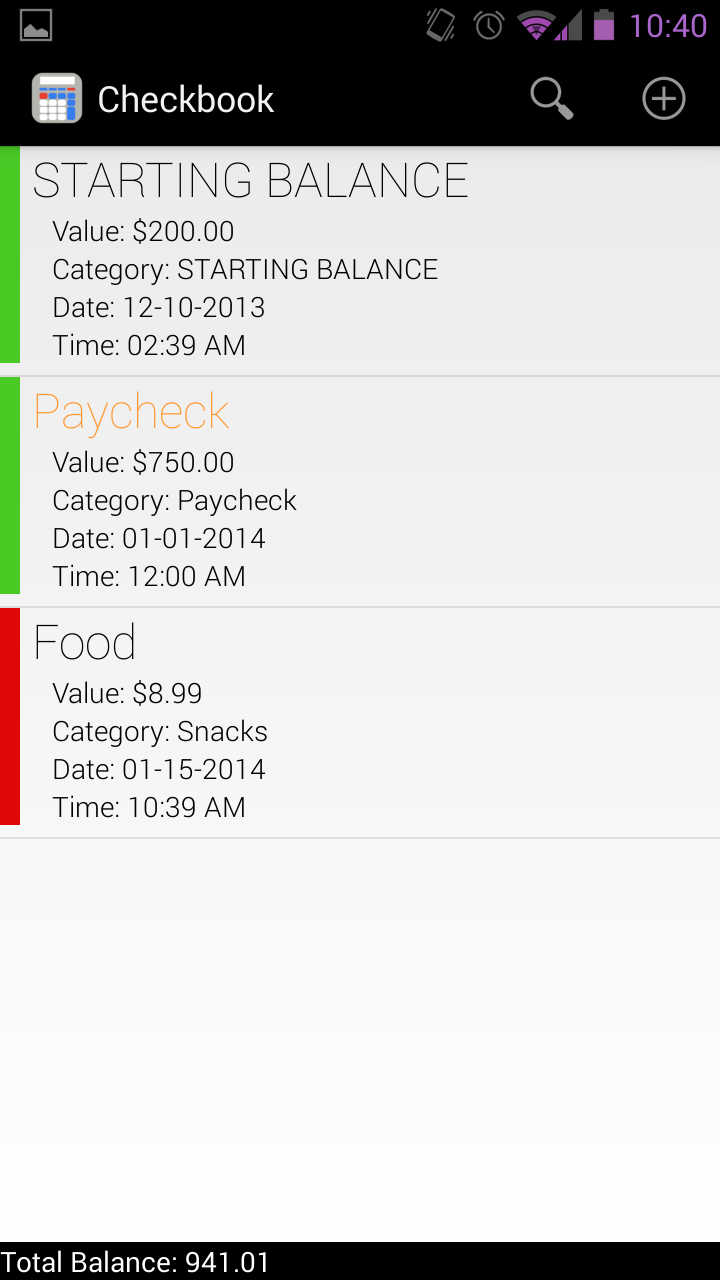 10:40
Checkbook
STARTING BALANCE
Value: $200.00
Category: STARTING BALANCE
Date: 12-10-2013
Time: 02:39 AM
Paycheck
Value: $750.00
Category: Paycheck
Date: 01-01-2014
Time: 12:00 AM
Food
Value: $8.99
Category: Snacks
Date: 01-15-2014
Time: 10:39 AM
Total Balance: 941.01